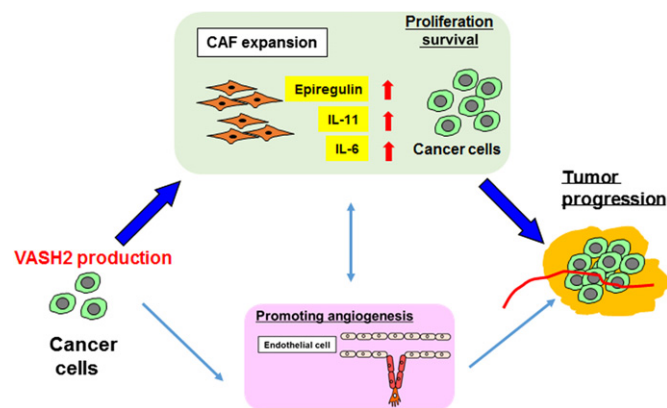 CAF expansion
Proliferation
survival
Epiregulin
IL-11
IL-6
Cancer cells
Tumor
progression
VASH2 production
Cancer
cells
Promoting angiogenesis
Endothelial cell